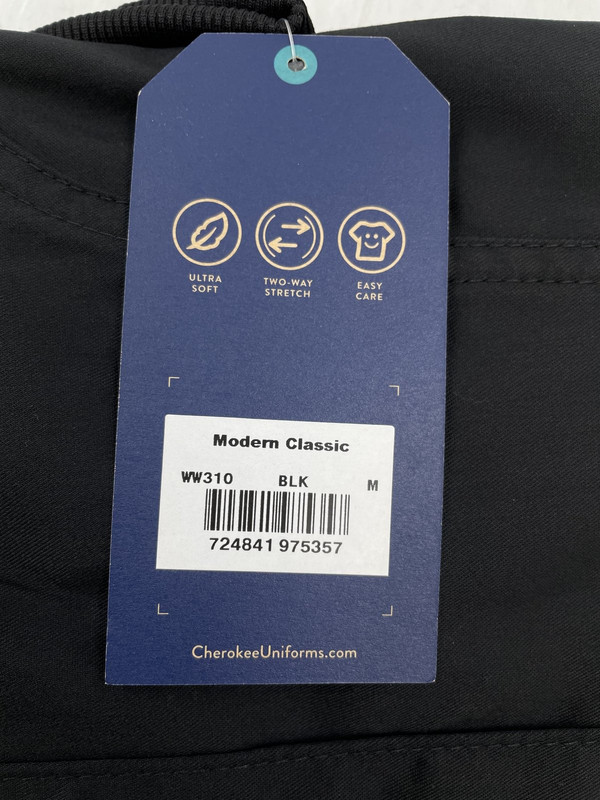 ULTRA
SOFT
TWO-WAY
STRETCH
EASY
CARE
Modern Classic
WW310 BLK M
724841 975357
CherokeeUniforms.com